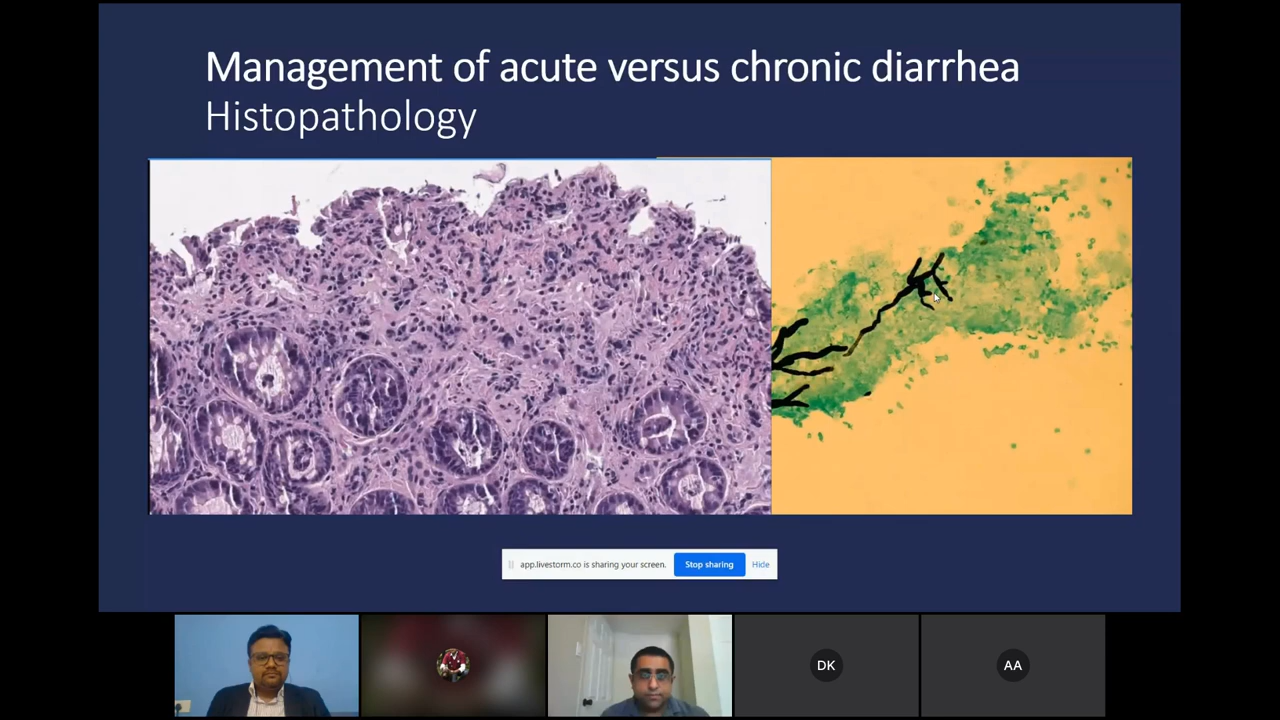 Management of acute versus chronic diarrhea
Histopathology
app.livestorm.co is sharing your screen.
Stop sharing
Hide
DK
AA